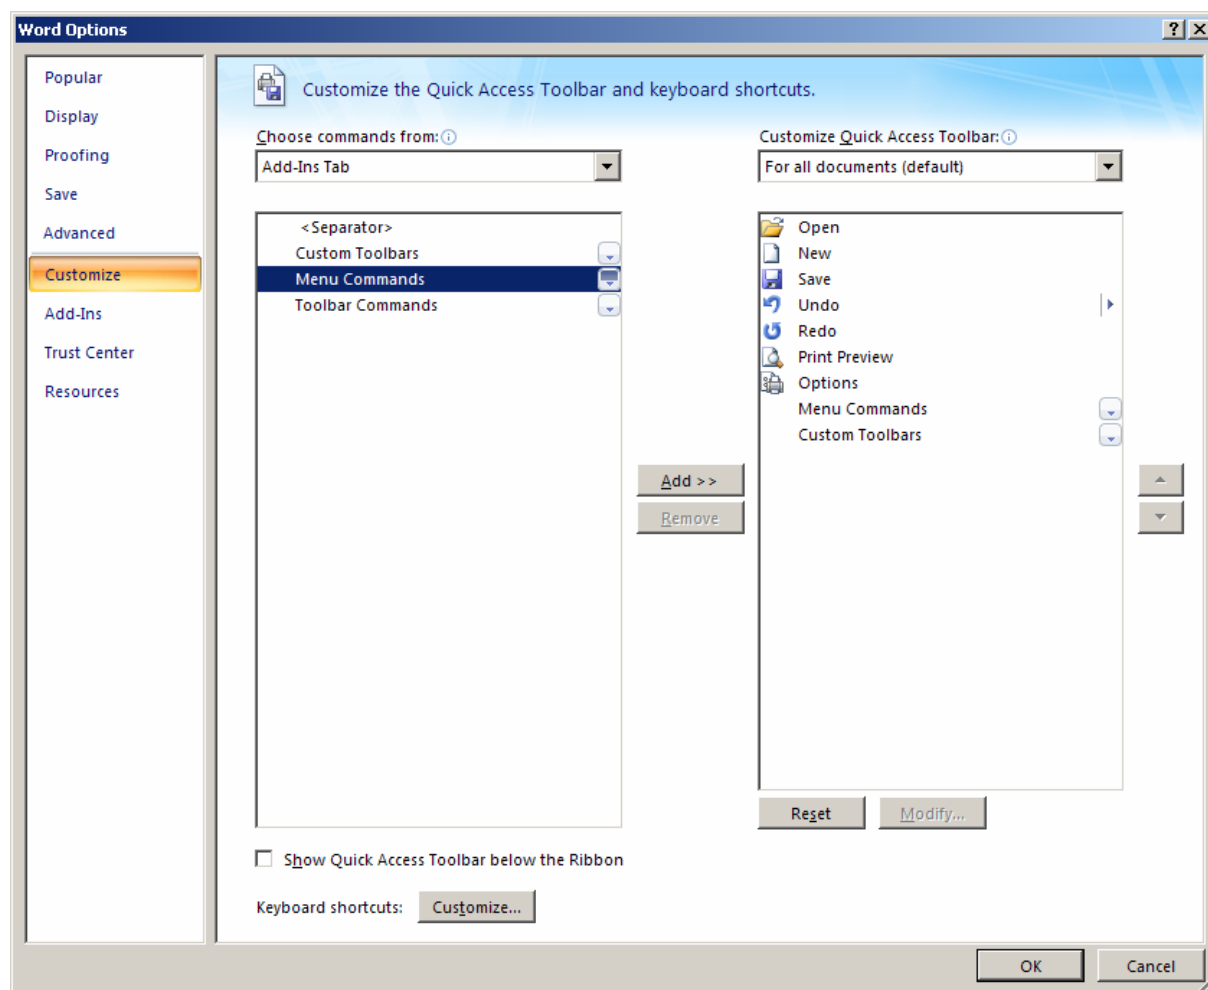 Word Options
Popular
Display
Proofing
Save
Advanced
Customize
Add-Ins
Trust Center
Resources
Customize the Quick Access Toolbar and keyboard shortcuts.
Choose commands from:
Add-Ins Tab
<Separator>
Custom Toolbars
Menu Commands
Toolbar Commands
Add >>
Remove
Customize Quick Access Toolbar:
For all documents (default)
Open
New
Save
Undo
Redo
Print Preview
Options
Menu Commands
Custom Toolbars
Reset
Modify...
Show Quick Access Toolbar below the Ribbon
Keyboard shortcuts:
Customize...
OK
Cancel